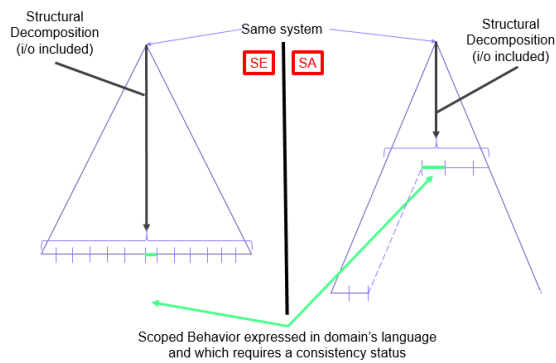 Structural
Decomposition
(i/o included)
Same system
Structural
Decomposition
(i/o included)
SE
SA
Scoped Behavior expressed in domain's language
and which requires a consistency status